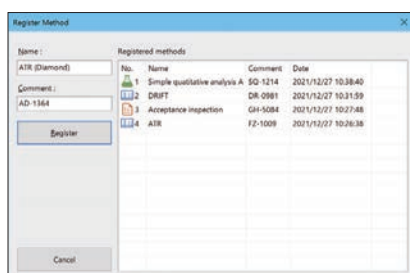 Register Method
Name :
ATR (Diamond)
Comment :
AD-1364
Register
Cancel
Registered methods
No. Name Comment Date
1 Simple qualitative analysis A SQ-1214 2021/12/27 10:38:40
2 DRIFT DR-0981 2021/12/27 10:31:59
3 Acceptance inspection GH-5084 2021/12/27 10:27:48
4 ATR FZ-1009 2021/12/27 10:26:38